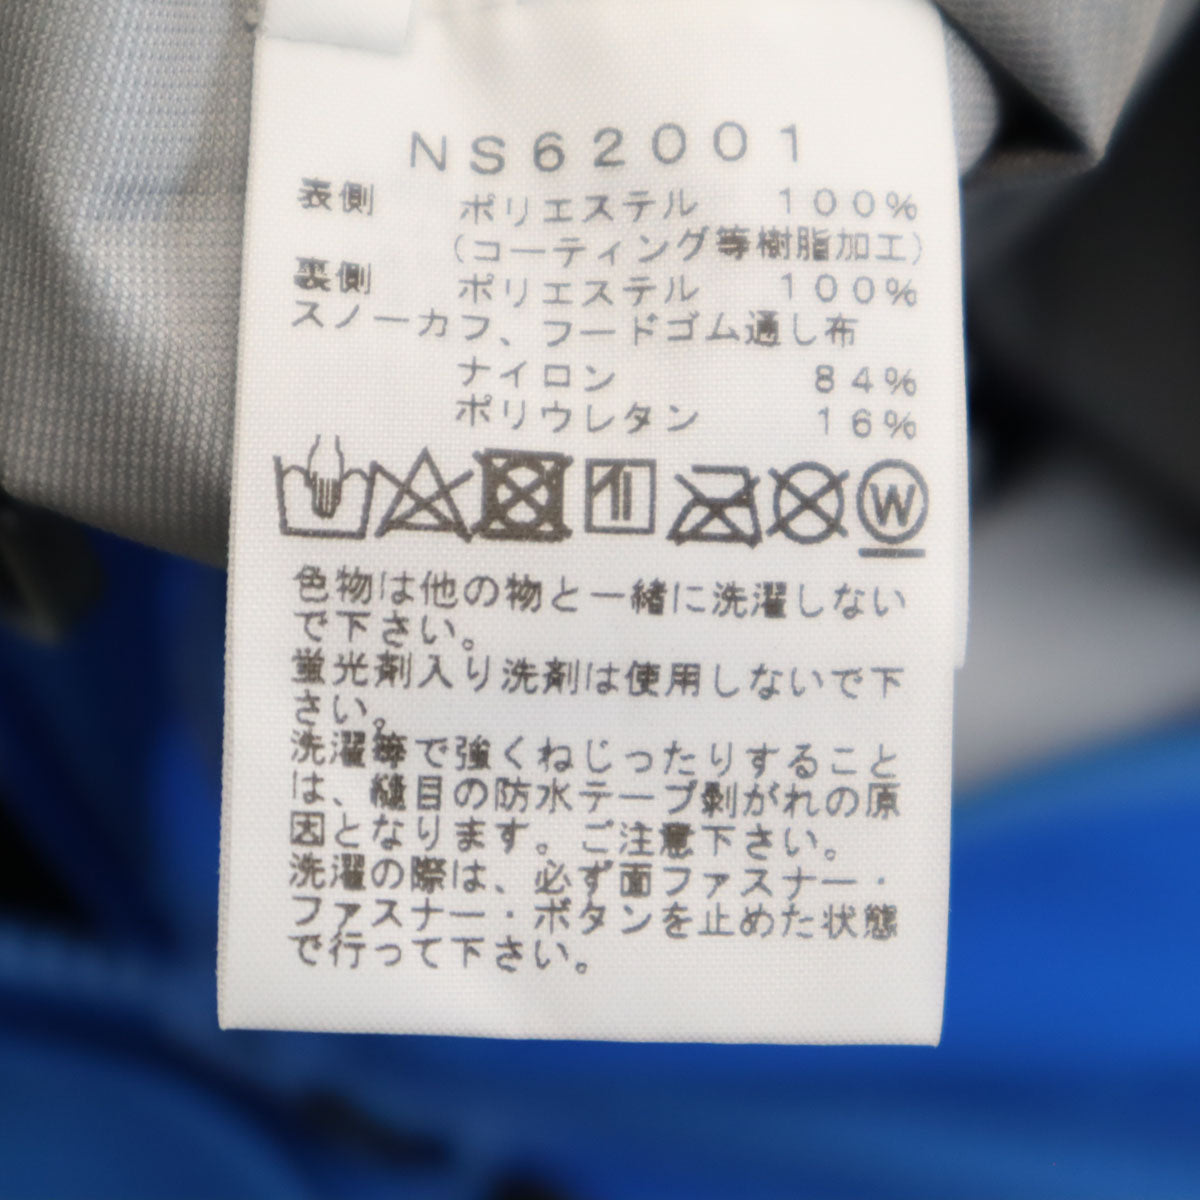 NS62001
表側 ポリエステル 100%
(コーティング等樹脂加工)
裏側 ポリエステル 100%
スノーカフ、フードゴム通し布
ナイロン 84%
ポリウレタン 16%
W
色物は他の物と一緒に洗濯しない
で下さい。
蛍光剤入り洗剤は使用しないで下
さい。
洗濯等で強くねじったりすること
は、縫目の防水テープ剥がれの原
因となります。ご注意下さい。
洗濯の際は、必ず面ファスナー・
ファスナー・ボタンを止めた状態
で行って下さい。